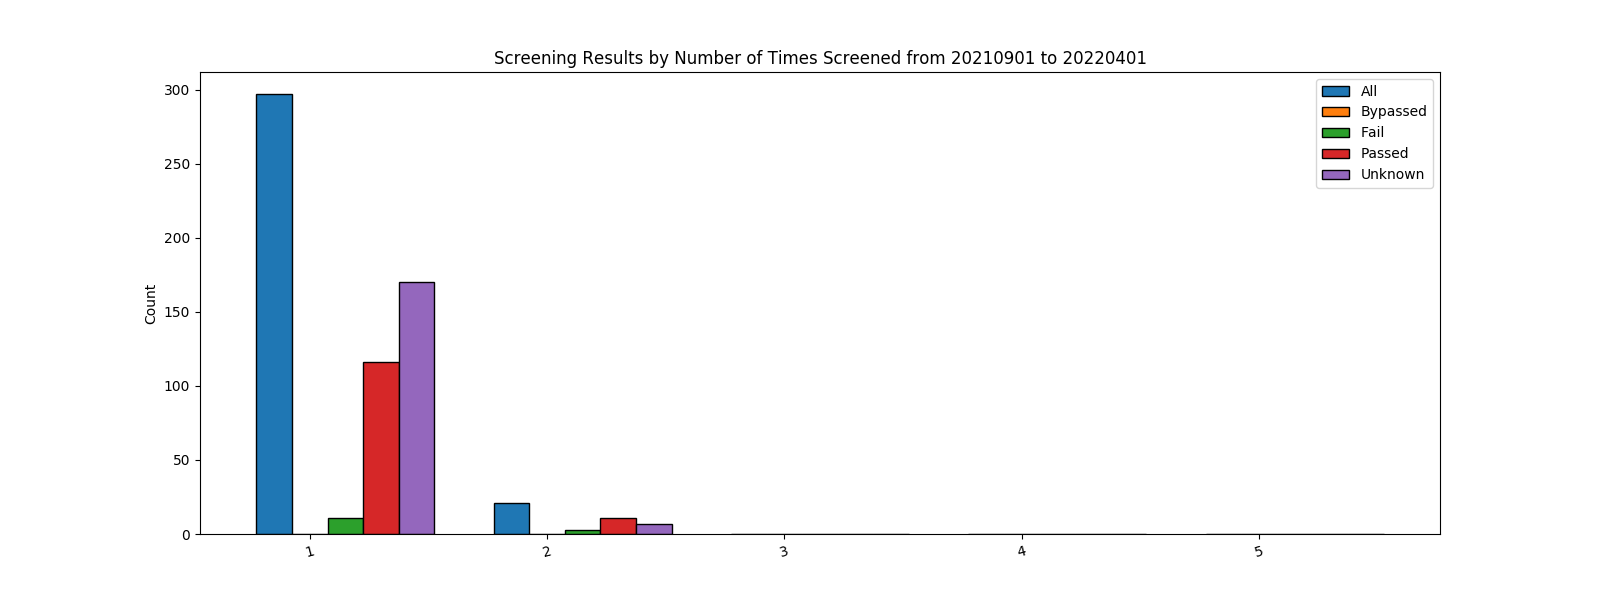 Screening Results by Number of Times Screened from 20210901 to 20220401
300
250
200
150
100
50
0
Count
All
Bypassed
Fail
Passed
Unknown
1
2
3
4
5